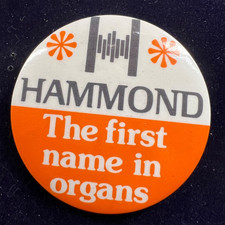 HAMMOND
The first
name in
organs